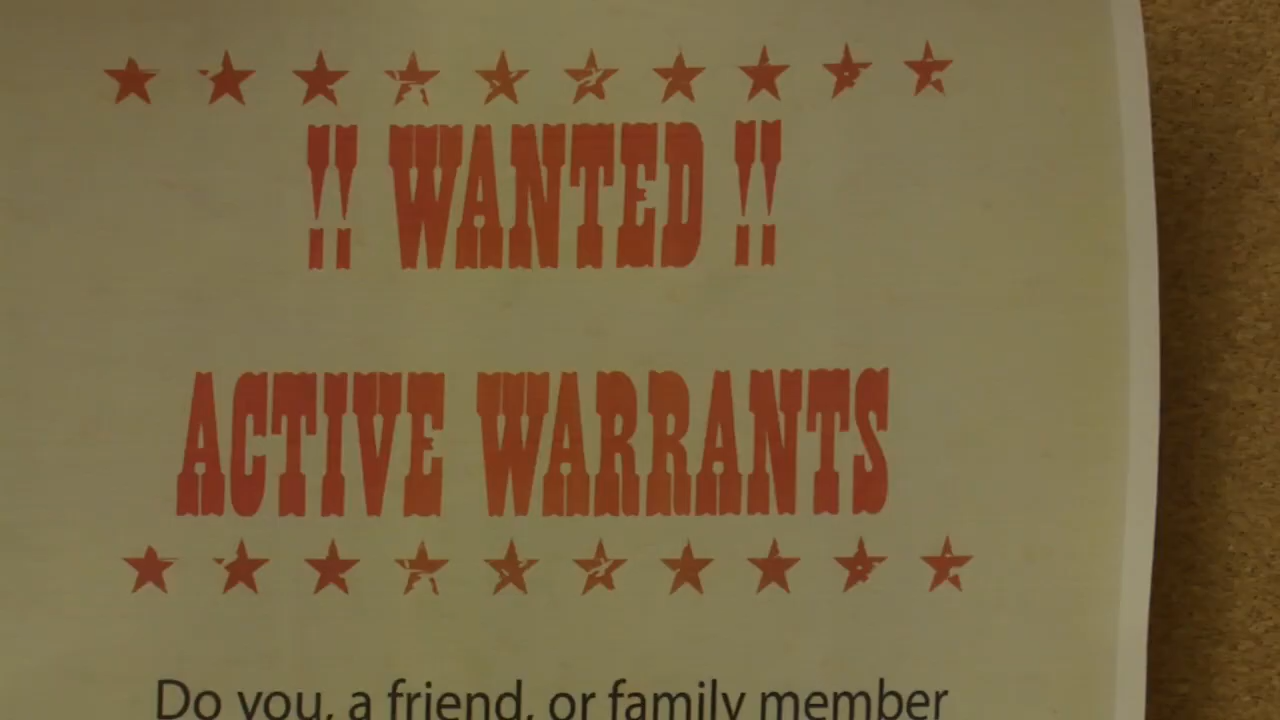 !! WANTED !!
ACTIVE WARRANTS
Do you, a friend, or family member